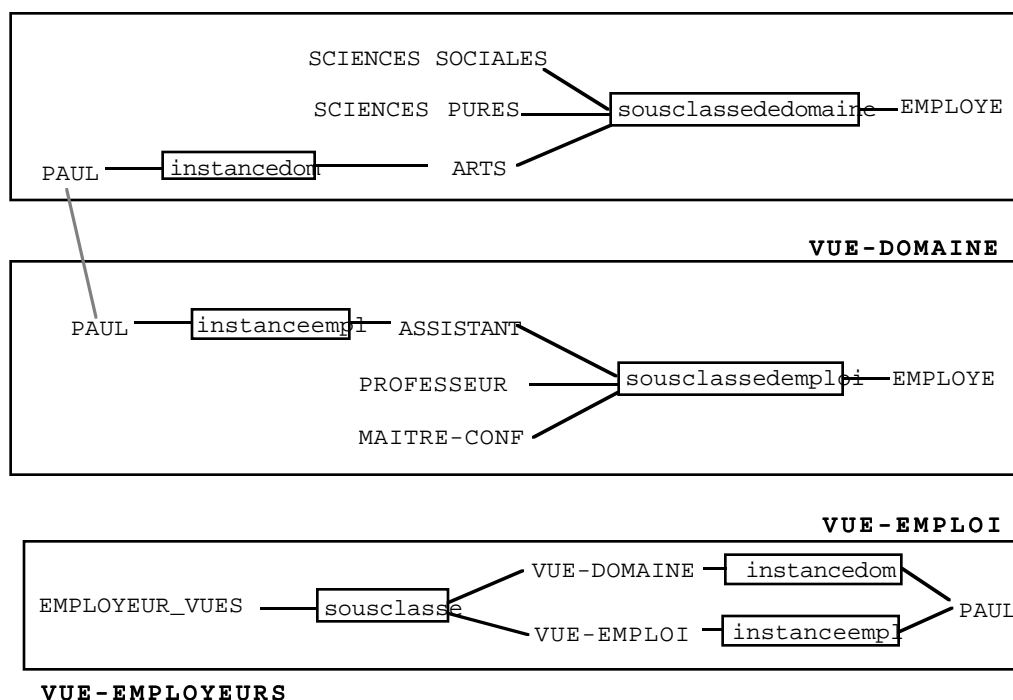 SCIENCES SOCIALES
SCIENCES PURES
sousclassededomaine
EMPLOYE
PAUL
instancedom
ARTS
VUE-DOMAINE
PAUL
instanceempl
ASSISTANT
PROFESSEUR
sousclassedemploi
EMPLOYE
MAITRE-CONF
VUE-EMPLOI
EMPLOYEUR_VUES
sousclasse
VUE-DOMAINE
instancedom
VUE-EMPLOI
instanceempl
PAUL
VUE-EMPLOYEURS